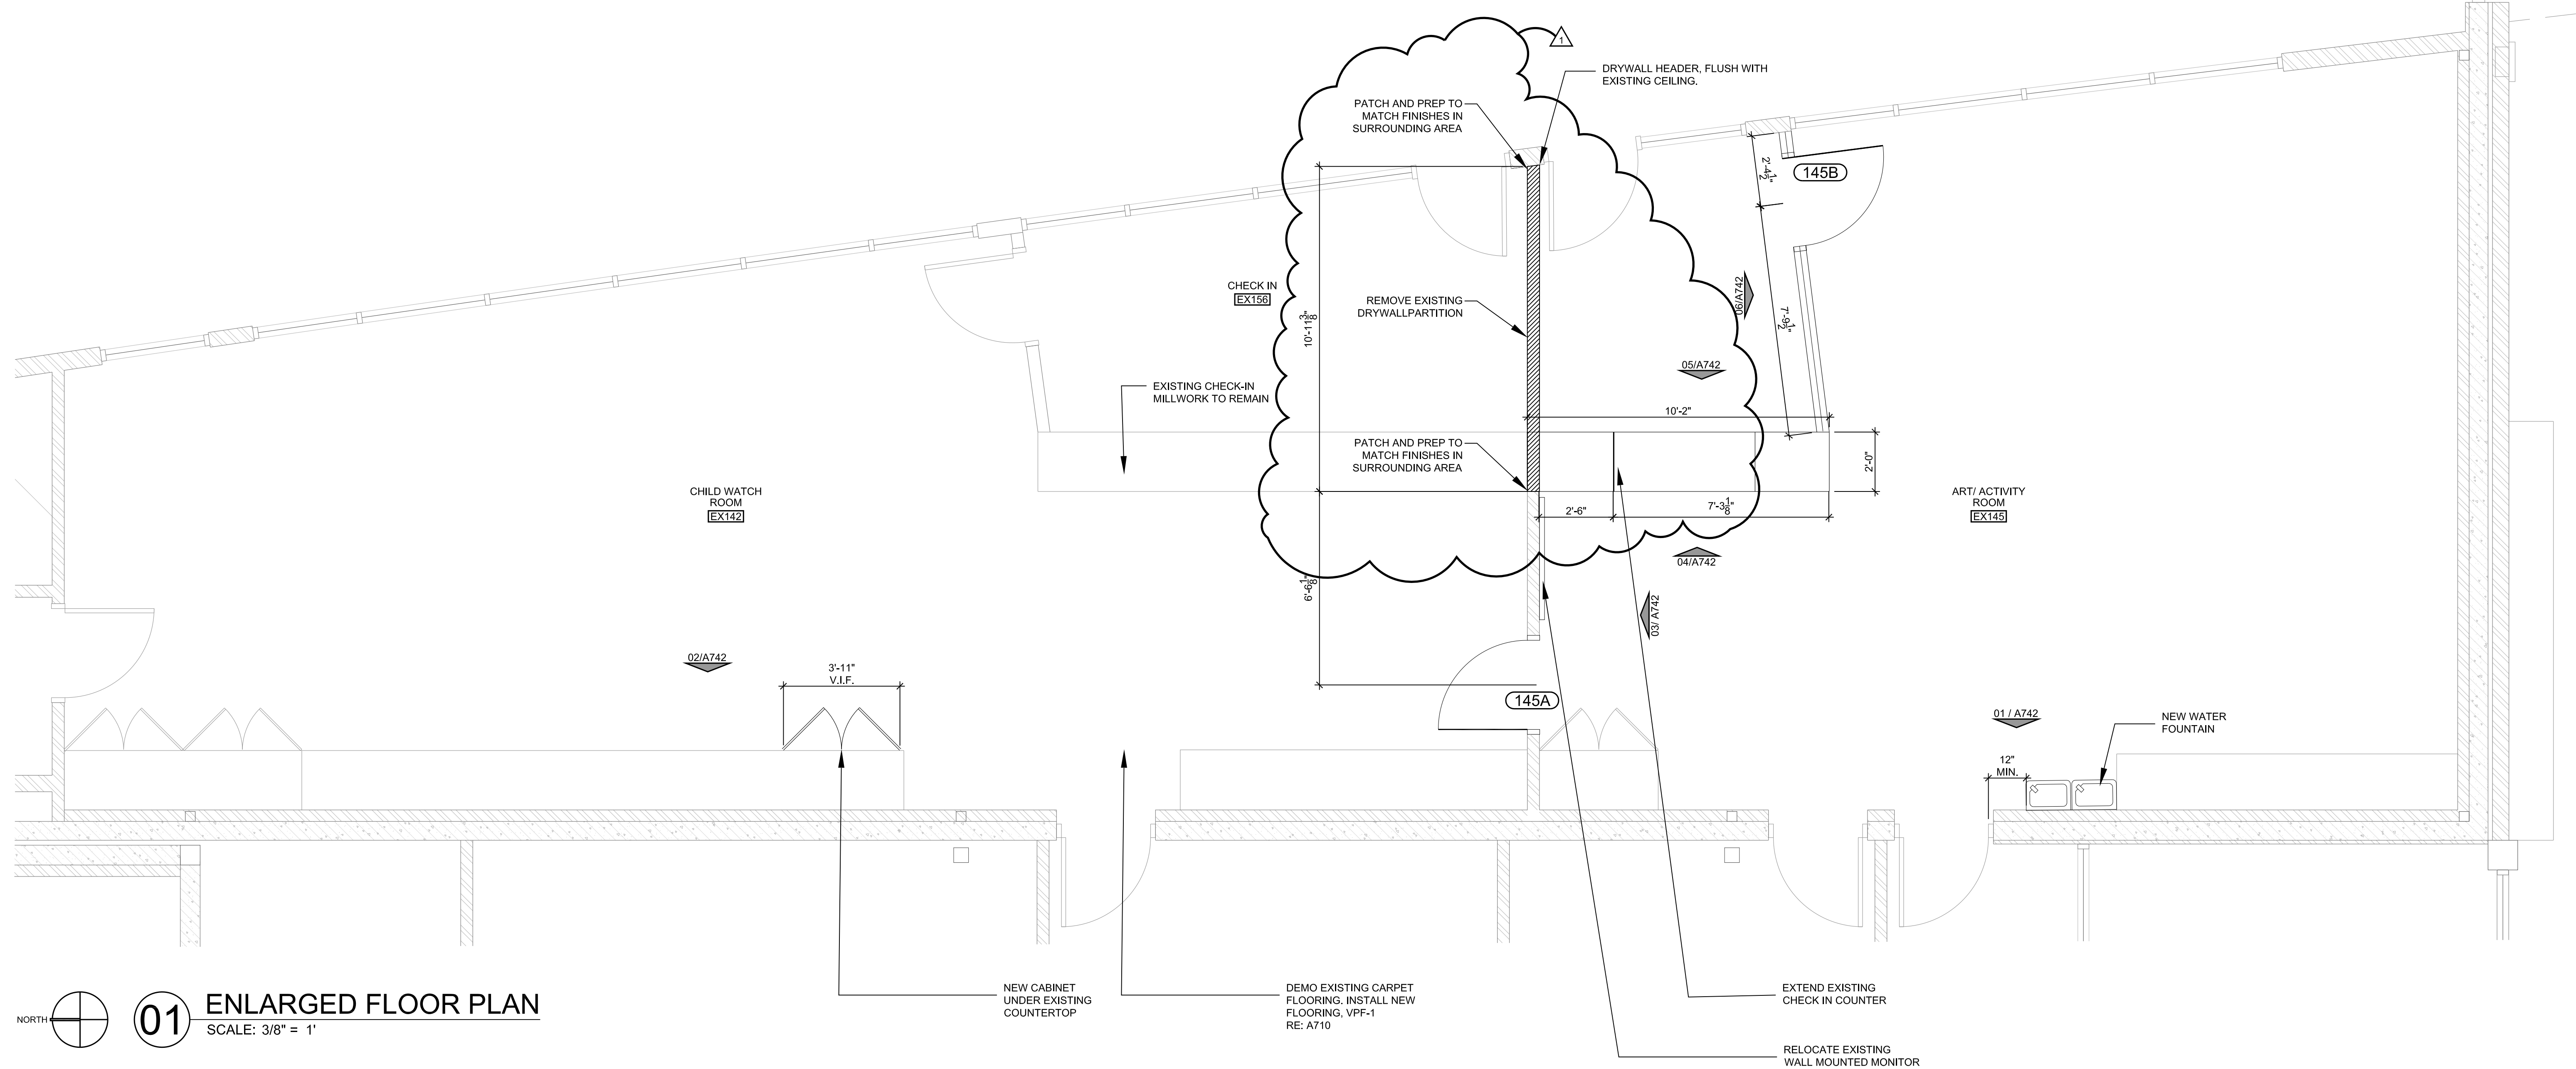 1
DRYWALL HEADER, FLUSH WITH
EXISTING CEILING.
PATCH AND PREP TO
MATCH FINISHES IN
SURROUNDING AREA
2'-4 1/2"
145B
CHECK IN
EX156
REMOVE EXISTING
DRYWALLPARTITION
10'-11 3/8"
06/A742
7'-9 1/2"
05/A742
EXISTING CHECK-IN
MILLWORK TO REMAIN
10'-2"
PATCH AND PREP TO
MATCH FINISHES IN
SURROUNDING AREA
2'-0"
CHILD WATCH
ROOM
EX142
2'-6"
7'-3 1/8"
ART/ ACTIVITY
ROOM
EX145
04/A742
6'-6 1/8"
03/ A742
02/A742
3'-11"
V.I.F.
145A
01 / A742
NEW WATER
FOUNTAIN
12"
MIN.
NEW CABINET
UNDER EXISTING
COUNTERTOP
DEMO EXISTING CARPET
FLOORING. INSTALL NEW
FLOORING, VPF-1
RE: A710
EXTEND EXISTING
CHECK IN COUNTER
RELOCATE EXISTING
WALL MOUNTED MONITOR
NORTH
01
ENLARGED FLOOR PLAN
SCALE: 3/8" = 1'